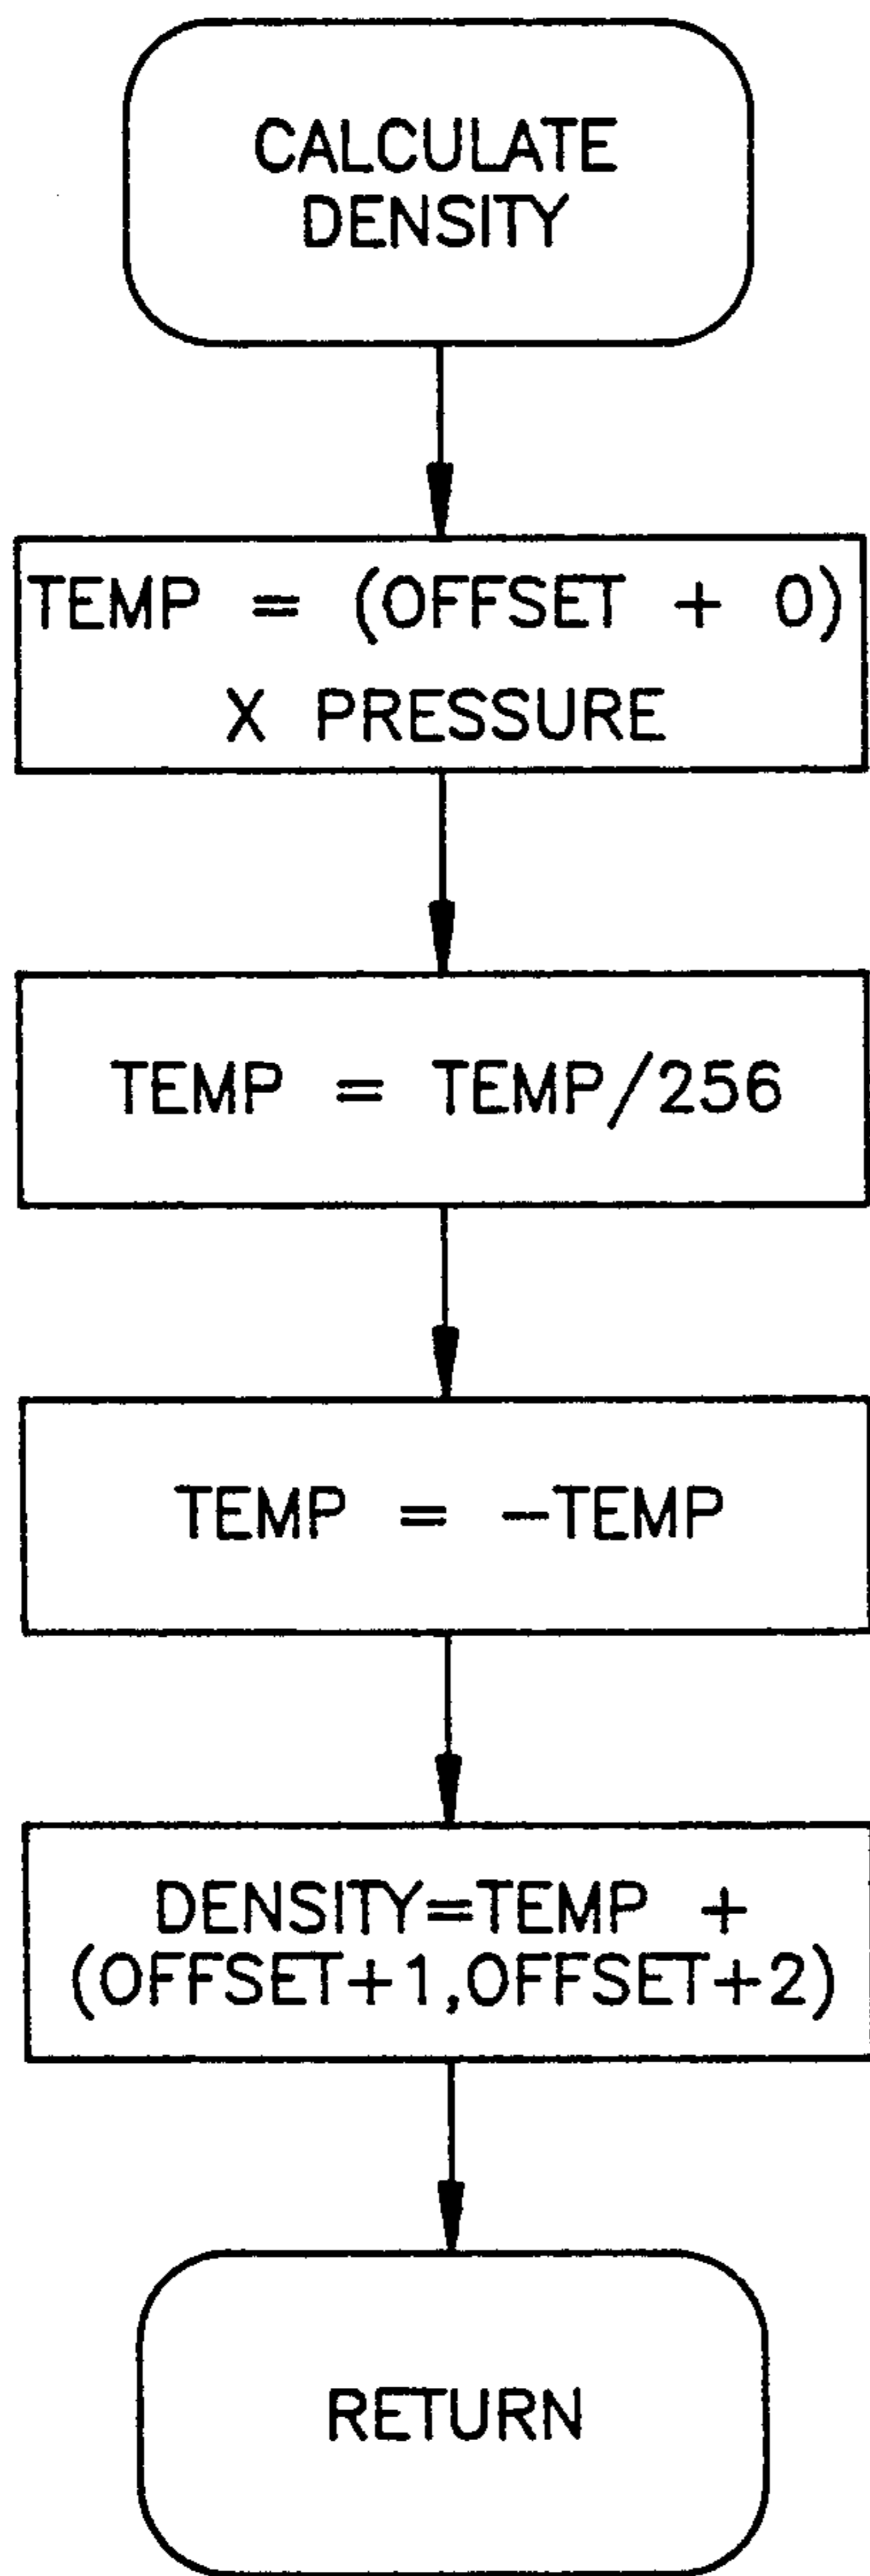 CALCULATE
DENSITY
TEMP = (OFFSET + 0)
X PRESSURE
TEMP = TEMP/256
TEMP = -TEMP
DENSITY=TEMP +
(OFFSET+1,OFFSET+2)
RETURN